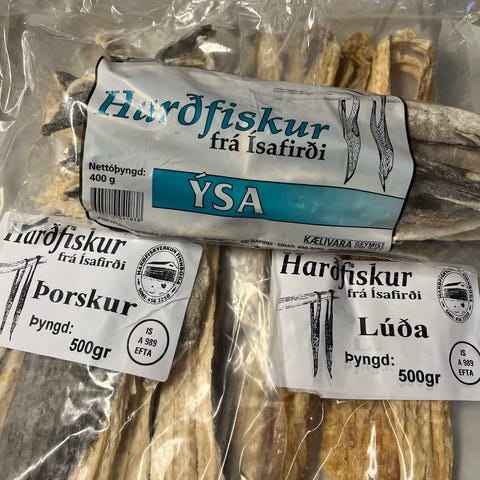 Harðfiskur
frá Ísafirði
Nettóþyngd:
400 g
ÝSA
KÆLIVARA GEYMIST
Harðfiskur
frá Ísafirði
Þorskur
Þyngd:
500gr
IS
A 989
EFTA
Harðfiskur
frá Ísafirði
Lúða
Þyngd:
500gr
IS
A 989
EFTA